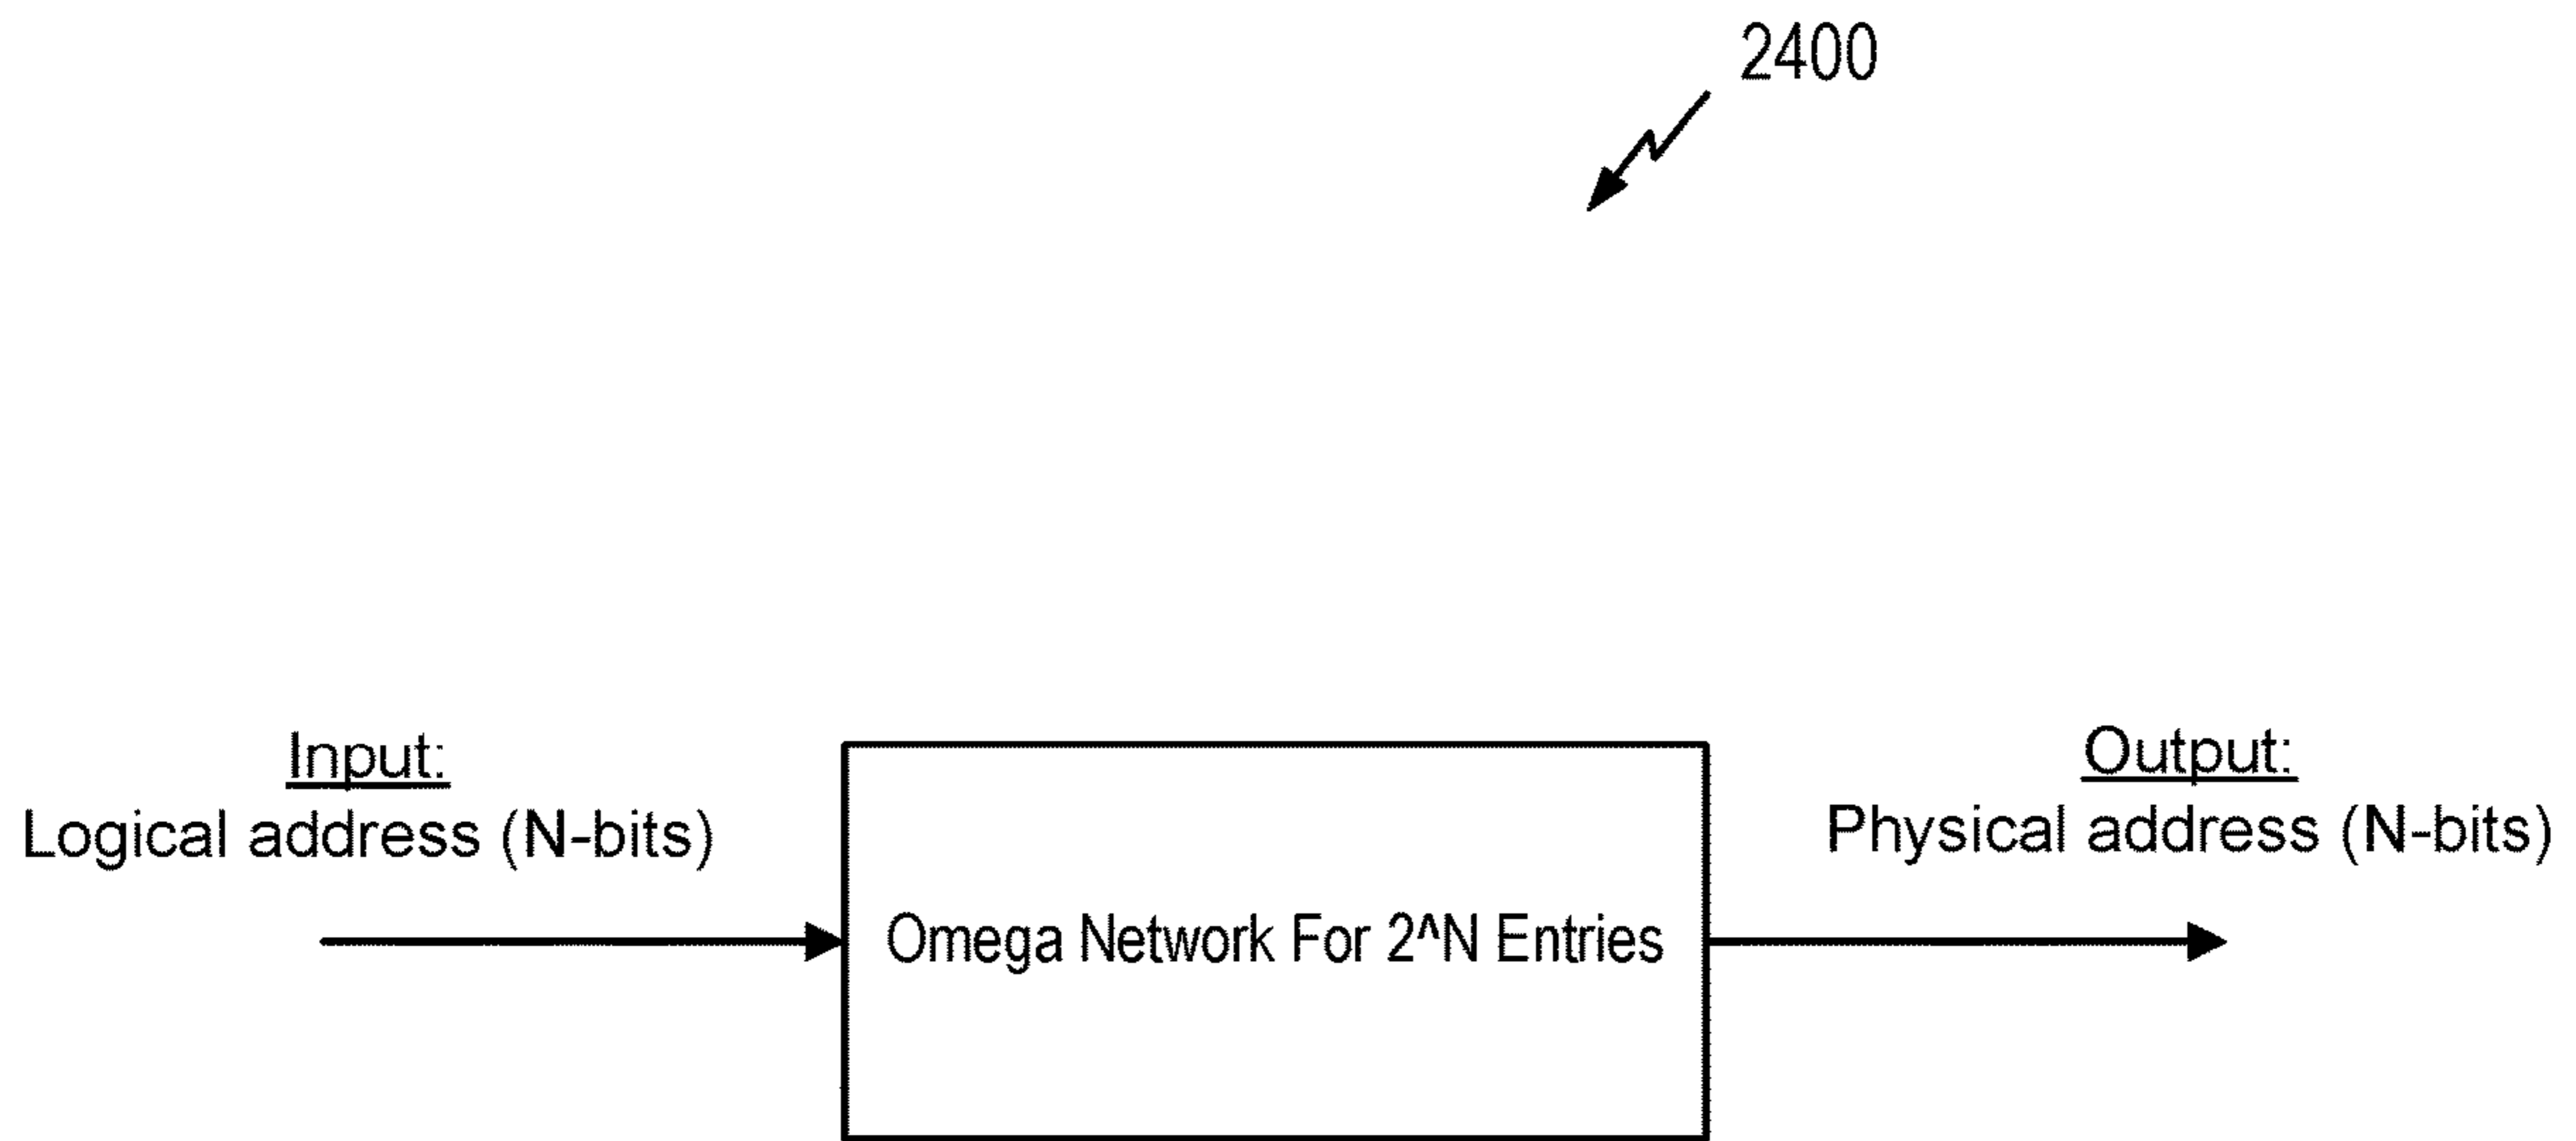 2400
Input:
Logical address (N-bits)
Omega Network For 2^N Entries
Output:
Physical address (N-bits)